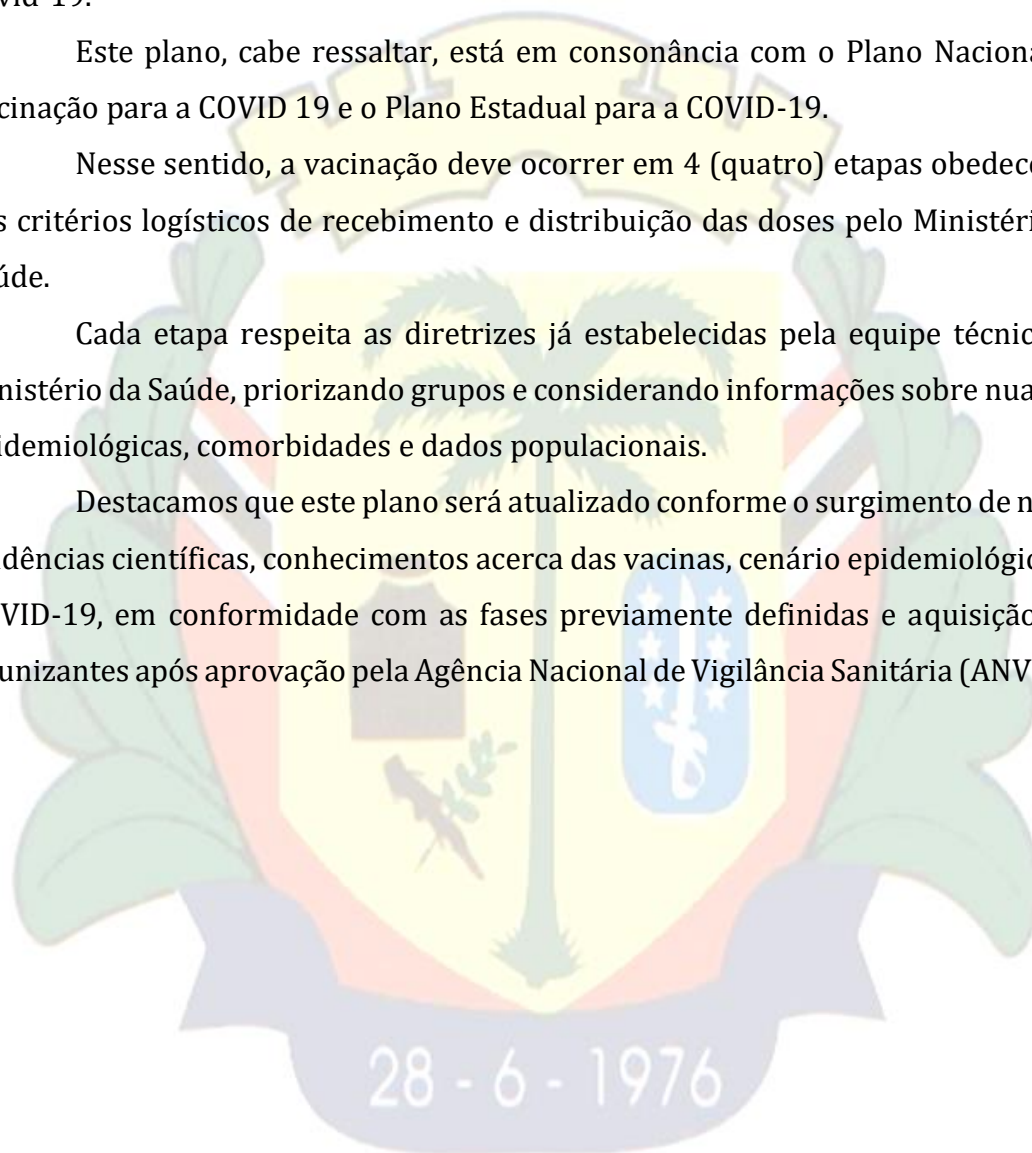 vid-19.
Este plano, cabe ressaltar, está em consonância com o Plano Naciona
cinação para a COVID 19 e o Plano Estadual para a COVID-19.
Nesse sentido, a vacinação deve ocorrer em 4 (quatro) etapas obedece
s critérios logísticos de recebimento e distribuição das doses pelo Ministéri
úde.
Cada etapa respeita as diretrizes já estabelecidas pela equipe técnic
nistério da Saúde, priorizando grupos e considerando informações sobre nua
idemiológicas, comorbidades e dados populacionais.
Destacamos que este plano será atualizado conforme o surgimento de n
idências científicas, conhecimentos acerca das vacinas, cenário epidemiológic
VID-19, em conformidade com as fases previamente definidas e aquisição
unizantes após aprovação pela Agência Nacional de Vigilância Sanitária (ANV
28 - 6 - 1976